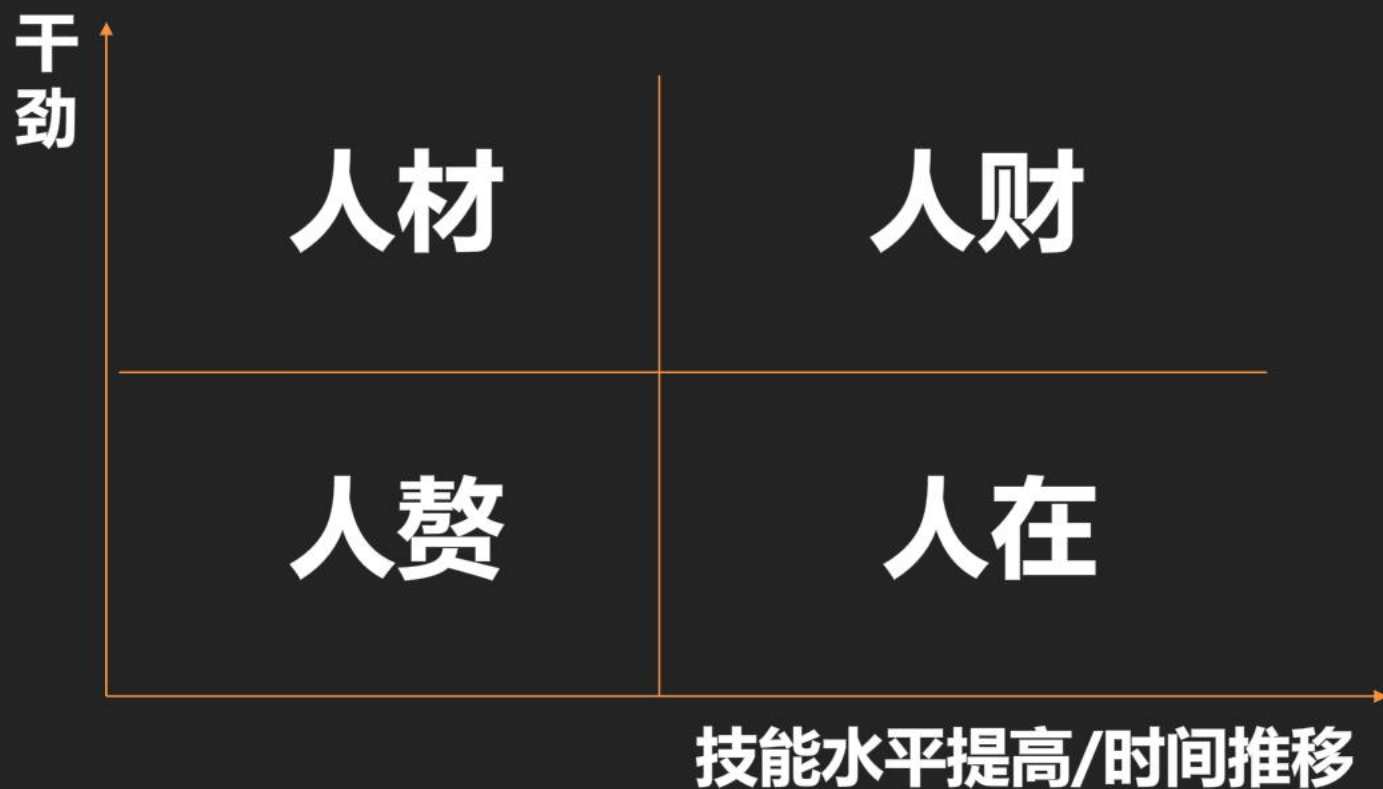 干劲
人材
人财
人赘
人在
技能水平提高/时间推移